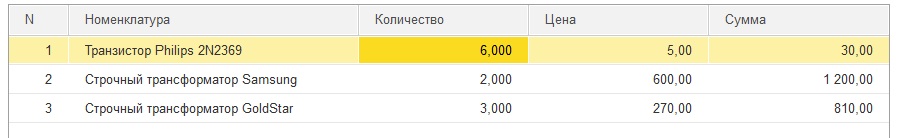 N Номенклатура Количество Цена Сумма
1 Транзистор Philips 2N2369 6,000 5,00 30,00
2 Строчный трансформатор Samsung 2,000 600,00 1 200,00
3 Строчный трансформатор GoldStar 3,000 270,00 810,00